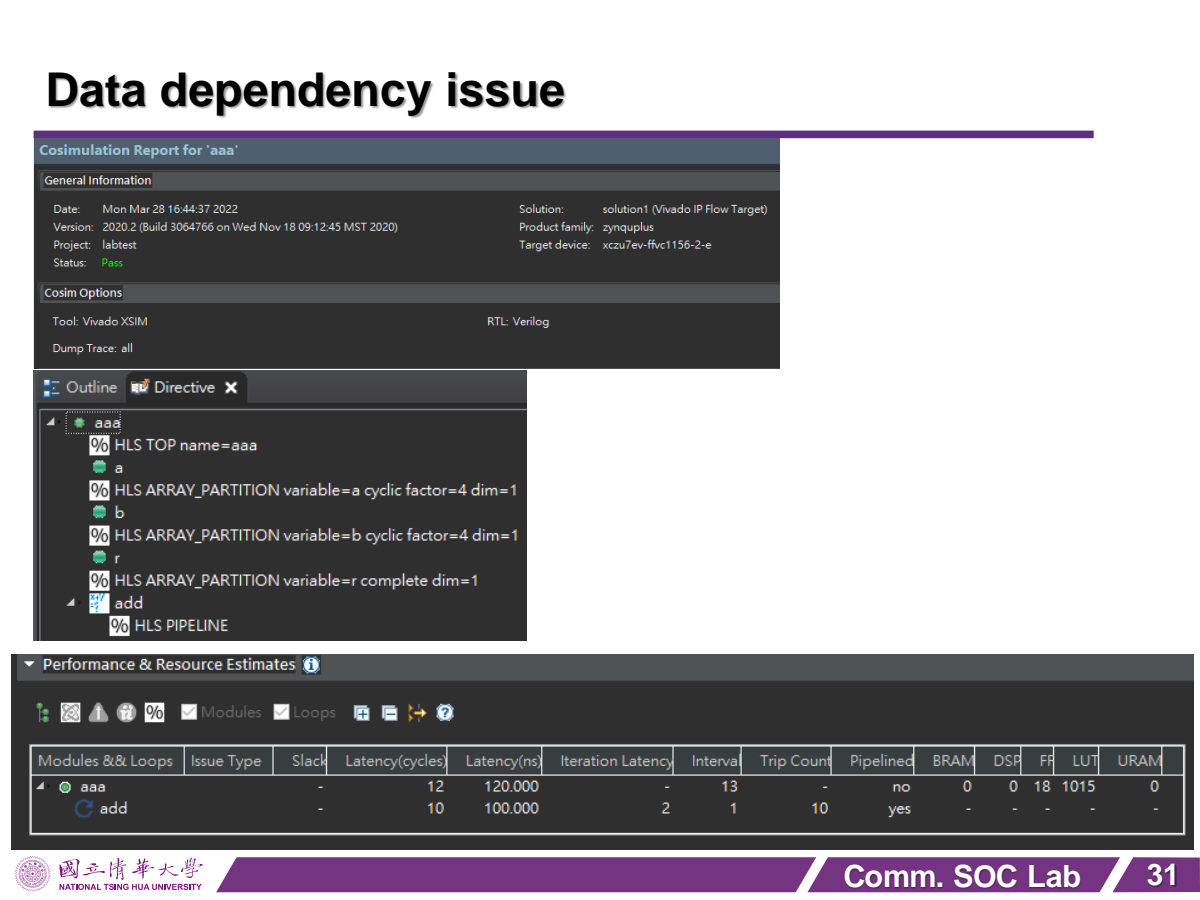 Data dependency issue
Cosimulation Report for 'aaa'
General Information
Date: Mon Mar 28 16:44:37 2022
Version: 2020.2 (Build 3064766 on Wed Nov 18 09:12:45 MST 2020)
Project: labtest
Status: Pass
Solution: solution1 (Vivado IP Flow Target)
Product family: zynquplus
Target device: xczu7ev-ffvc1156-2-e
Cosim Options
Tool: Vivado XSIM RTL: Verilog
Dump Trace: all
Outline Directive
aaa
% HLS TOP name=aaa
a
% HLS ARRAY_PARTITION variable=a cyclic factor=4 dim=1
b
% HLS ARRAY_PARTITION variable=b cyclic factor=4 dim=1
r
% HLS ARRAY_PARTITION variable=r complete dim=1
add
% HLS PIPELINE
Performance & Resource Estimates
% Modules Loops
Modules && Loops Issue Type Slack Latency(cycles) Latency(ns) Iteration Latency Interval Trip Count Pipelined BRAM DSP FF LUT URAM
aaa - 12 120.000 - 13 - no 0 0 18 1015 0
add - 10 100.000 2 1 10 yes - - - - -
國立清華大學
NATIONAL TSING HUA UNIVERSITY
Comm. SOC Lab 31